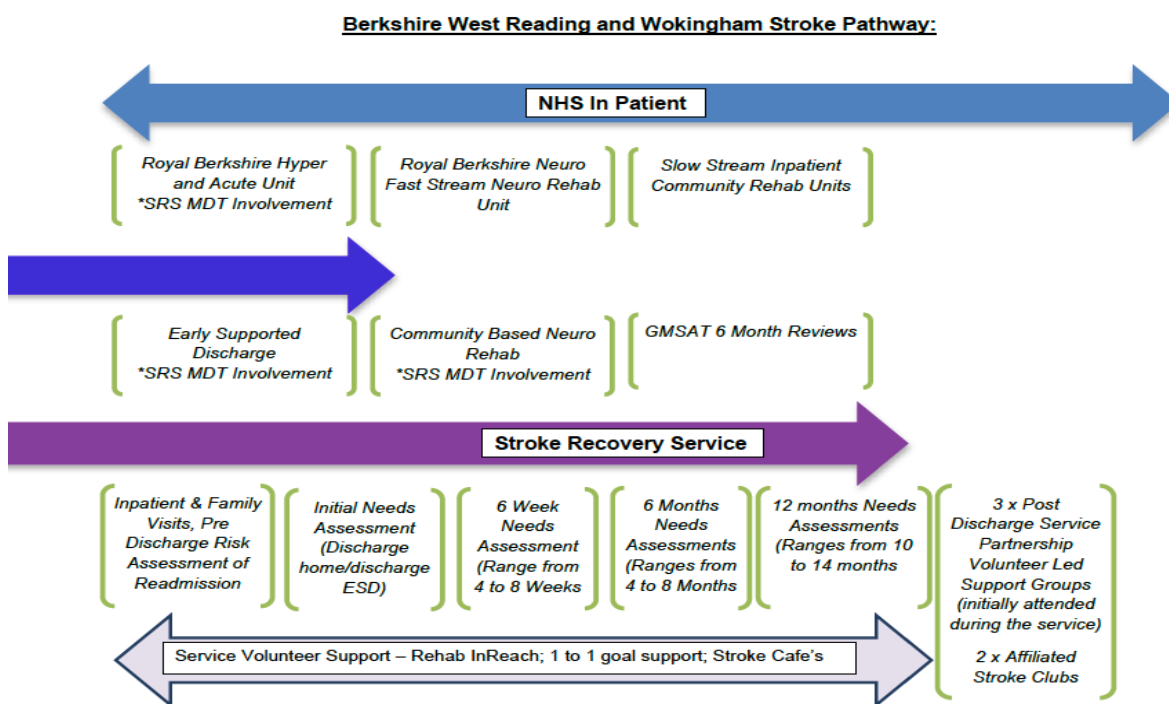 Berkshire West Reading and Wokingham Stroke Pathway:
NHS In Patient
Royal Berkshire Hyper
and Acute Unit
*SRS MDT Involvement
Royal Berkshire Neuro
Fast Stream Neuro Rehab
Unit
Slow Stream Inpatient
Community Rehab Units
Early Supported
Discharge
*SRS MDT Involvement
Community Based Neuro
Rehab
*SRS MDT Involvement
GMSAT 6 Month Reviews
Stroke Recovery Service
Inpatient & Family
Visits, Pre
Discharge Risk
Assessment of
Readmission
Initial Needs
Assessment
(Discharge
home/discharge
ESD)
6 Week
Needs
Assessment
(Range from
4 to 8 Weeks
6 Months
Needs
Assessments
(Ranges from
4 to 8 Months
12 months Needs
Assessments
(Ranges from 10
to 14 months)
3 x Post
Discharge Service
Partnership
Volunteer Led
Support Groups
(initially attended
during the service)
2 x Affiliated
Stroke Clubs
Service Volunteer Support – Rehab InReach; 1 to 1 goal support; Stroke Cafe's